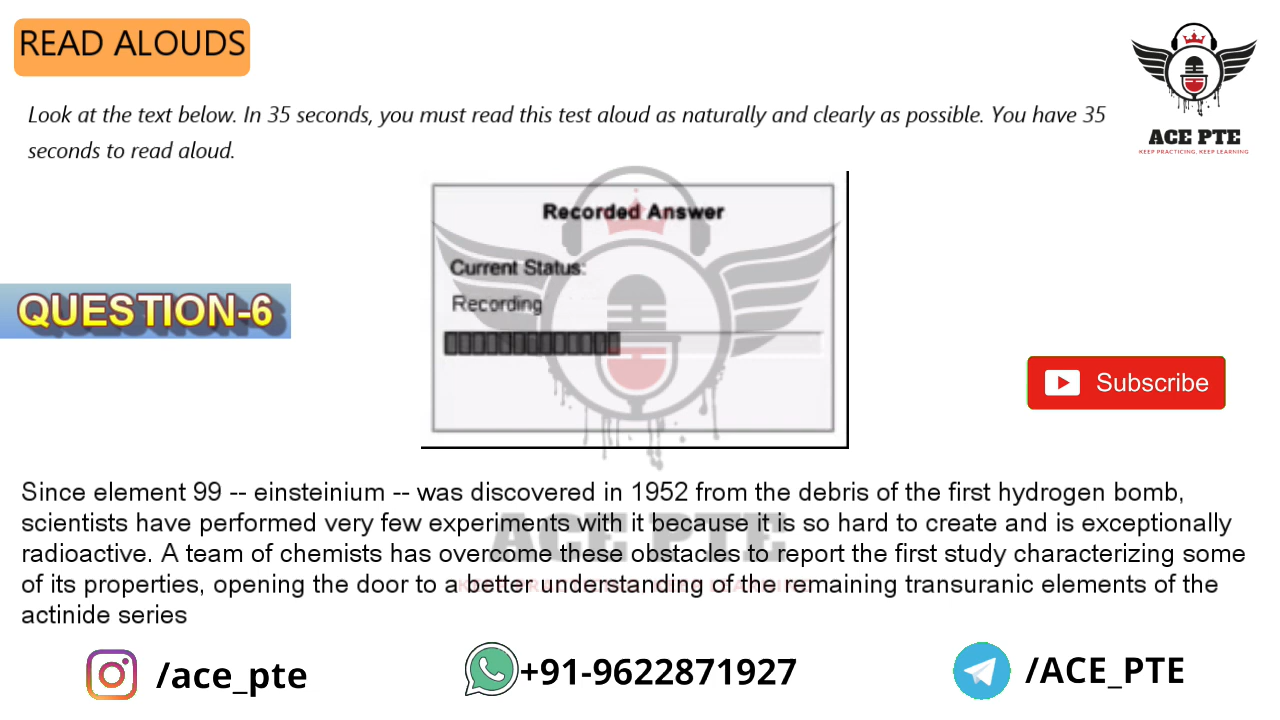 READ ALOUDS
Look at the text below. In 35 seconds, you must read this test aloud as naturally and clearly as possible. You have 35
seconds to read aloud.
ACE PTE
KEEP PRACTICING. KEEP LEARNING
Recorded Answer
Current Status:
Recording
QUESTION-6
Subscribe
Since element 99 -- einsteinium -- was discovered in 1952 from the debris of the first hydrogen bomb,
scientists have performed very few experiments with it because it is so hard to create and is exceptionally
radioactive. A team of chemists has overcome these obstacles to report the first study characterizing some
of its properties, opening the door to a better understanding of the remaining transuranic elements of the
actinide series
ACE PTE
KEEP PRACTICING. KEEP LEARNING
/ace_pte
+91-9622871927
/ACE_PTE